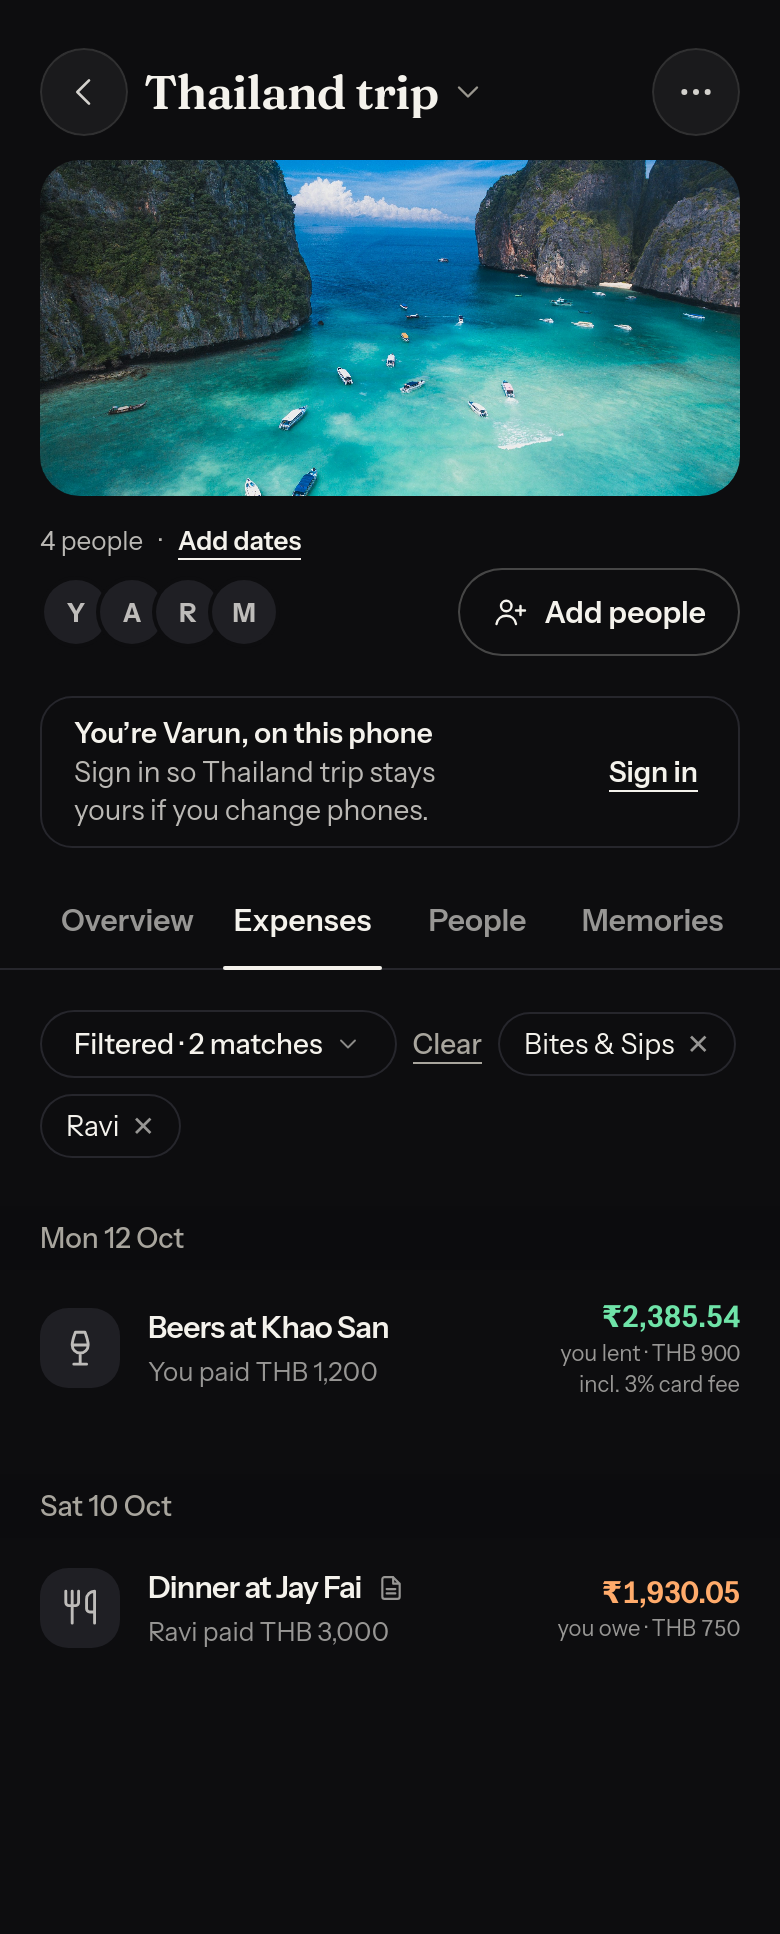 Thailand trip
4 people · Add dates
Y A R M
Add people
You’re Varun, on this phone
Sign in so Thailand trip stays
yours if you change phones.
Sign in
Overview Expenses People Memories
Filtered · 2 matches Clear Bites & Sips
Ravi
Mon 12 Oct
Beers at Khao San
You paid THB 1,200
₹2,385.54
you lent · THB 900
incl. 3% card fee
Sat 10 Oct
Dinner at Jay Fai
Ravi paid THB 3,000
₹1,930.05
you owe · THB 750